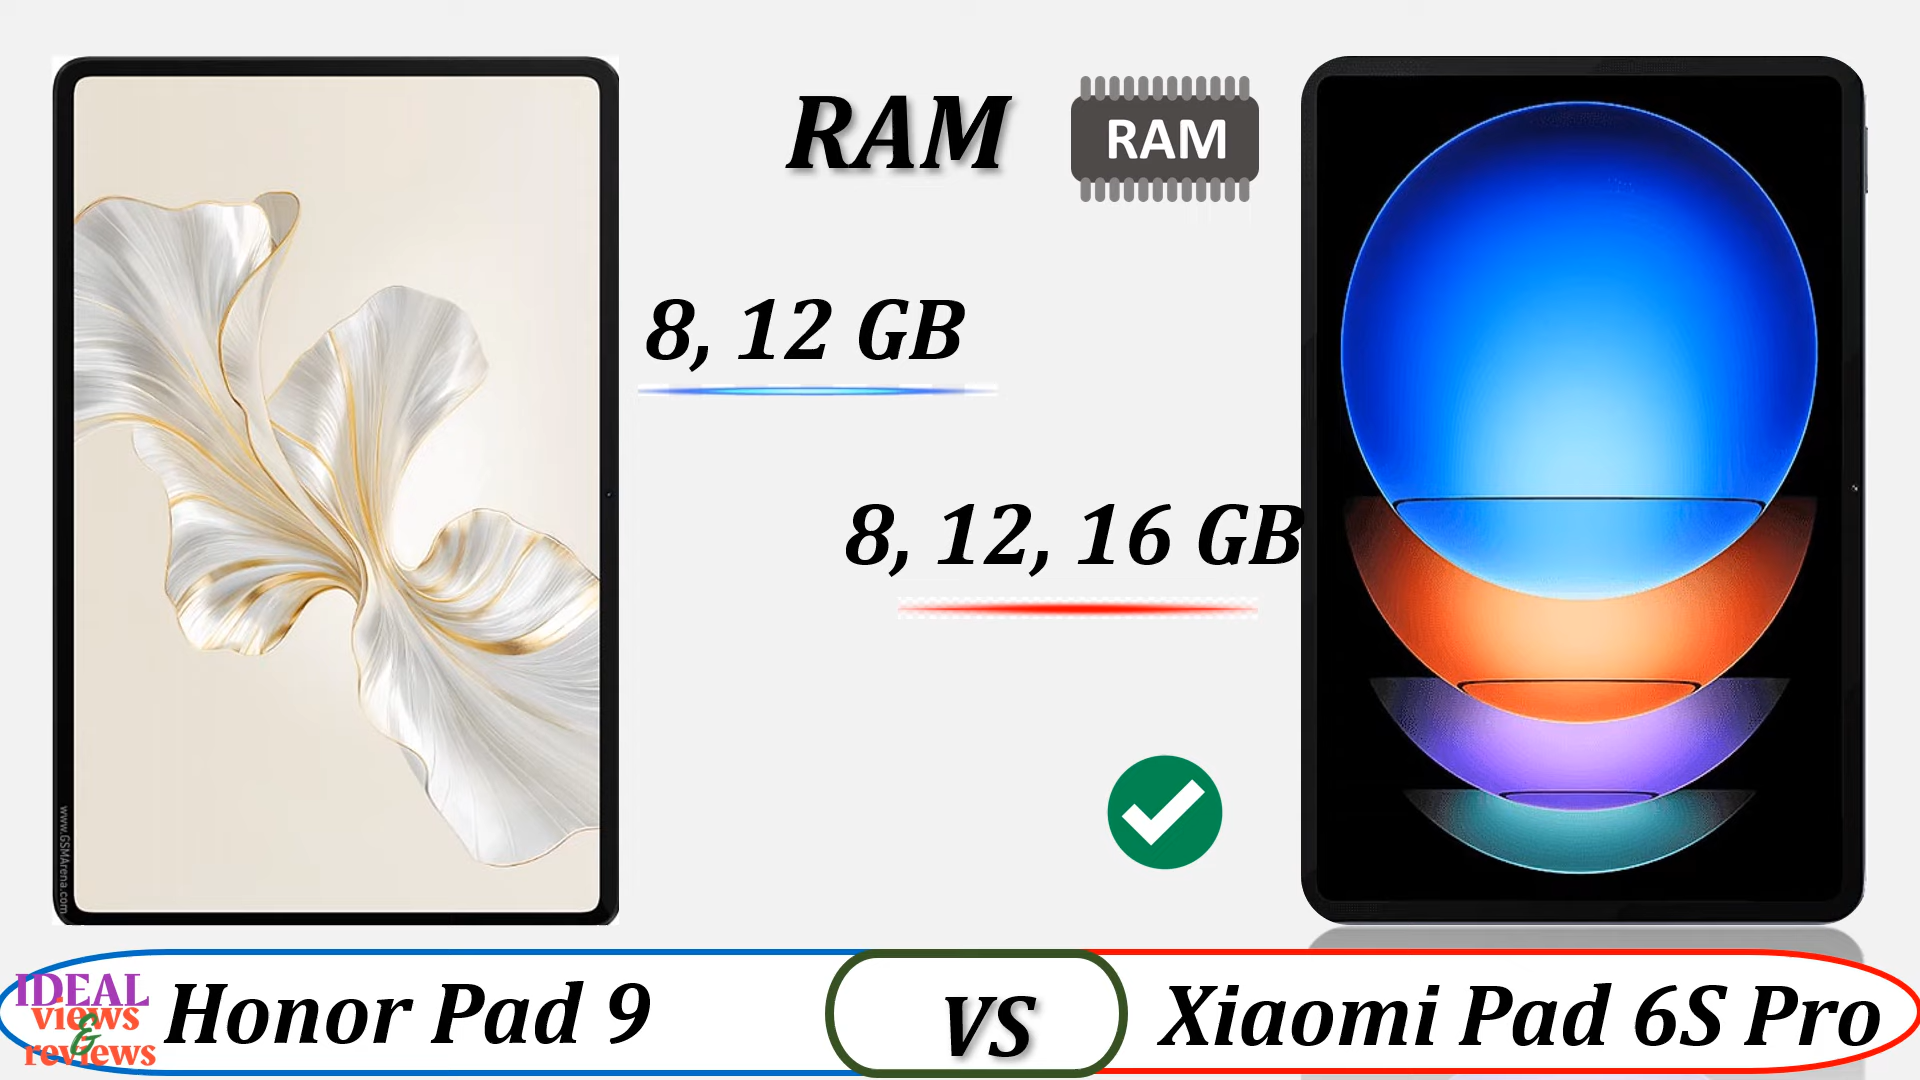 RAM
RAM
8, 12 GB
8, 12, 16 GB
www.GSMArena.com
IDEAL
views
&
reviews
Honor Pad 9
VS
Xiaomi Pad 6S Pro